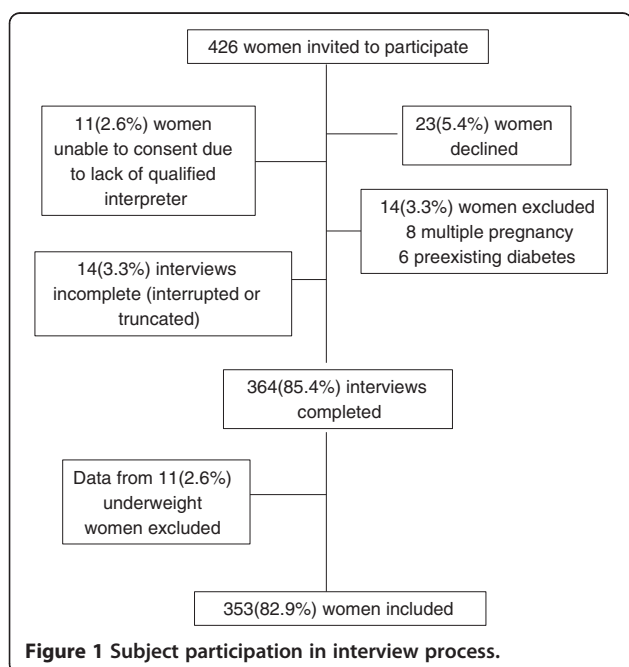 426 women invited to participate
11(2.6%) women
unable to consent due
to lack of qualified
interpreter
23(5.4%) women
declined
14(3.3%) women excluded
8 multiple pregnancy
6 preexisting diabetes
14(3.3%) interviews
incomplete (interrupted or
truncated)
364(85.4%) interviews
completed
Data from 11(2.6%)
underweight
women excluded
353(82.9%) women included
Figure 1 Subject participation in interview process.